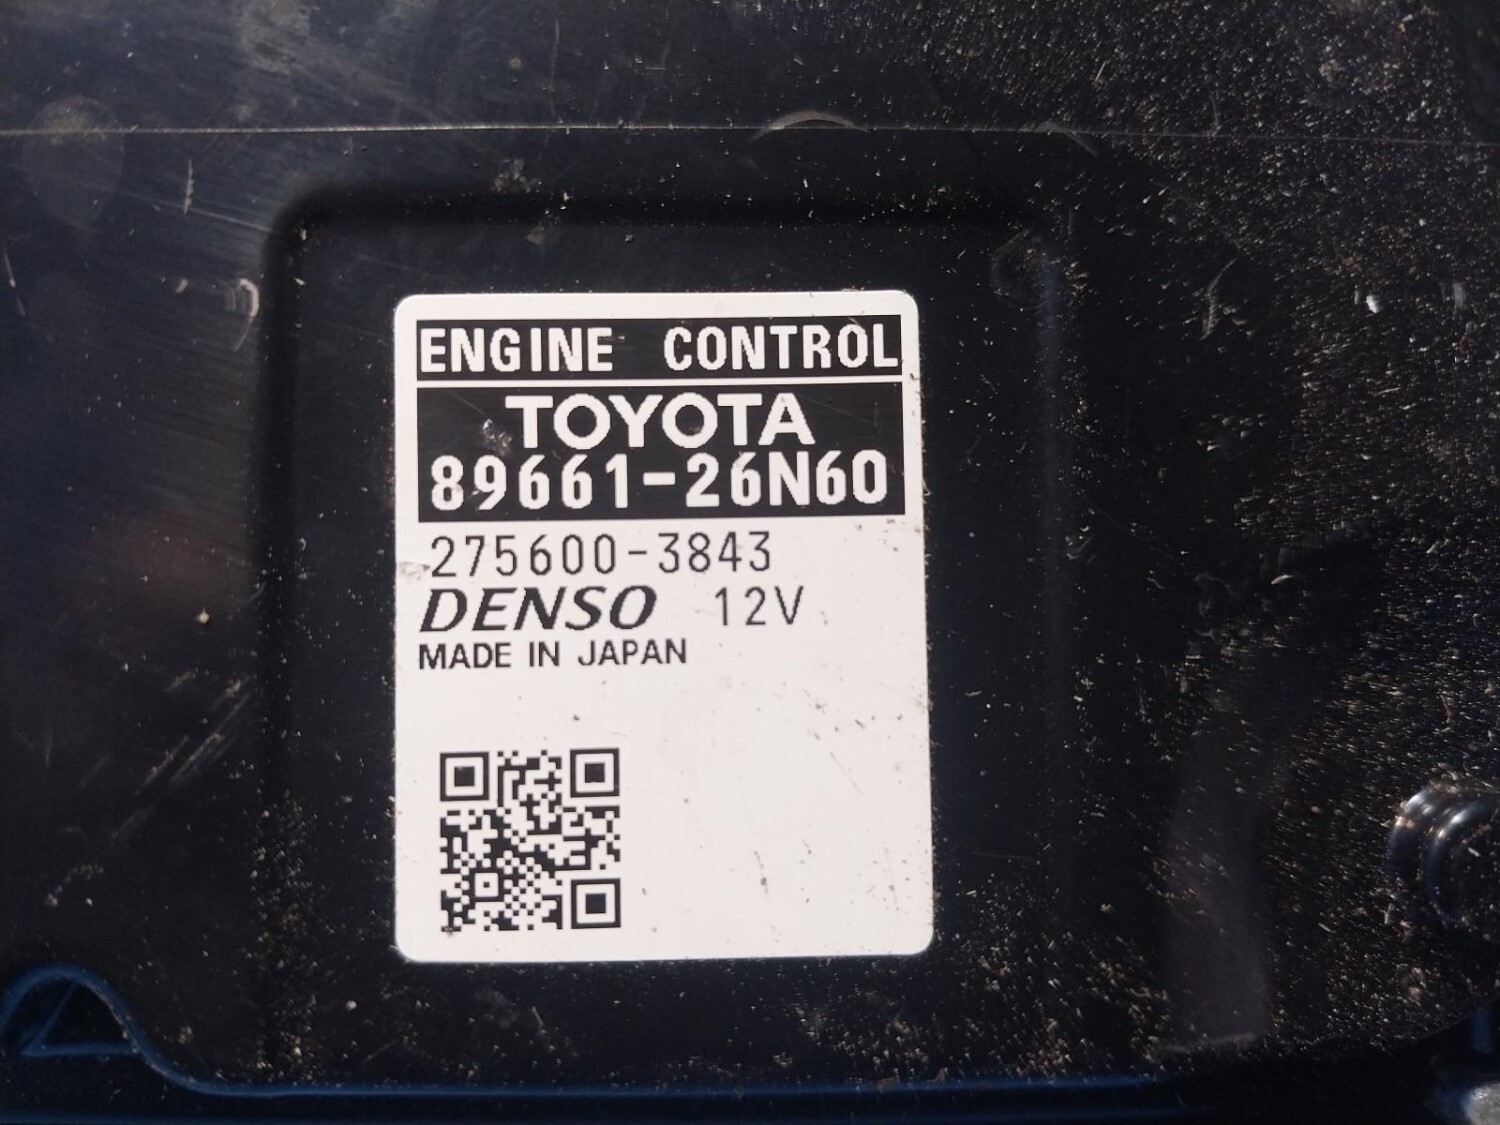 ENGINE CONTROL
TOYOTA
89661-26N60
275600-3843
DENSO 12V
MADE IN JAPAN